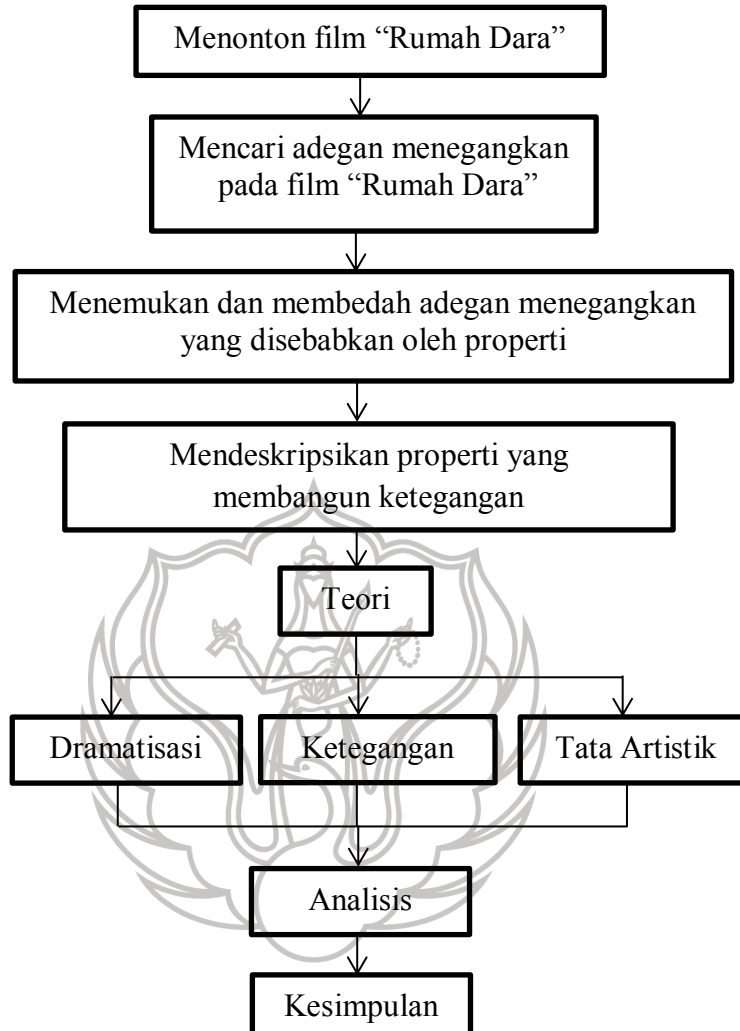 Menonton film “Rumah Dara”
Mencari adegan menegangkan
pada film “Rumah Dara”
Menemukan dan membedah adegan menegangkan
yang disebabkan oleh properti
Mendeskripsikan properti yang
membangun ketegangan
Teori
Dramatisasi
Ketegangan
Tata Artistik
Analisis
Kesimpulan